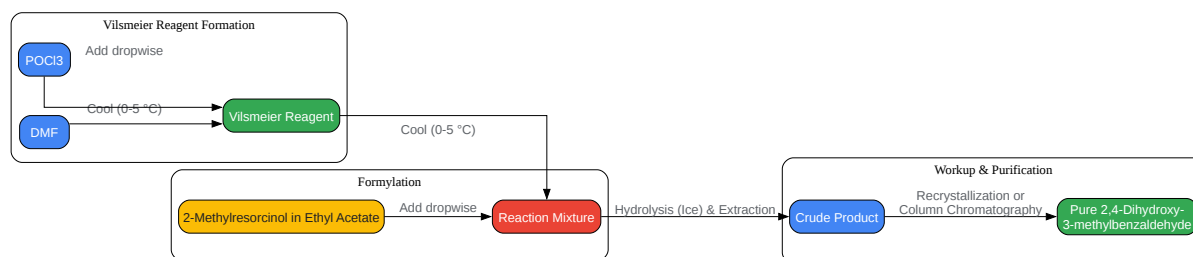 Vilsmeier Reagent Formation
POCl3
Add dropwise
Cool (0-5 °C)
DMF
Vilsmeier Reagent
Cool (0-5 °C)
Formylation
2-Methylresorcinol in Ethyl Acetate
Add dropwise
Reaction Mixture
Hydrolysis (Ice) & Extraction
Workup & Purification
Crude Product
Recrystallization or
Column Chromatography
Pure 2,4-Dihydroxy-
3-methylbenzaldehyde